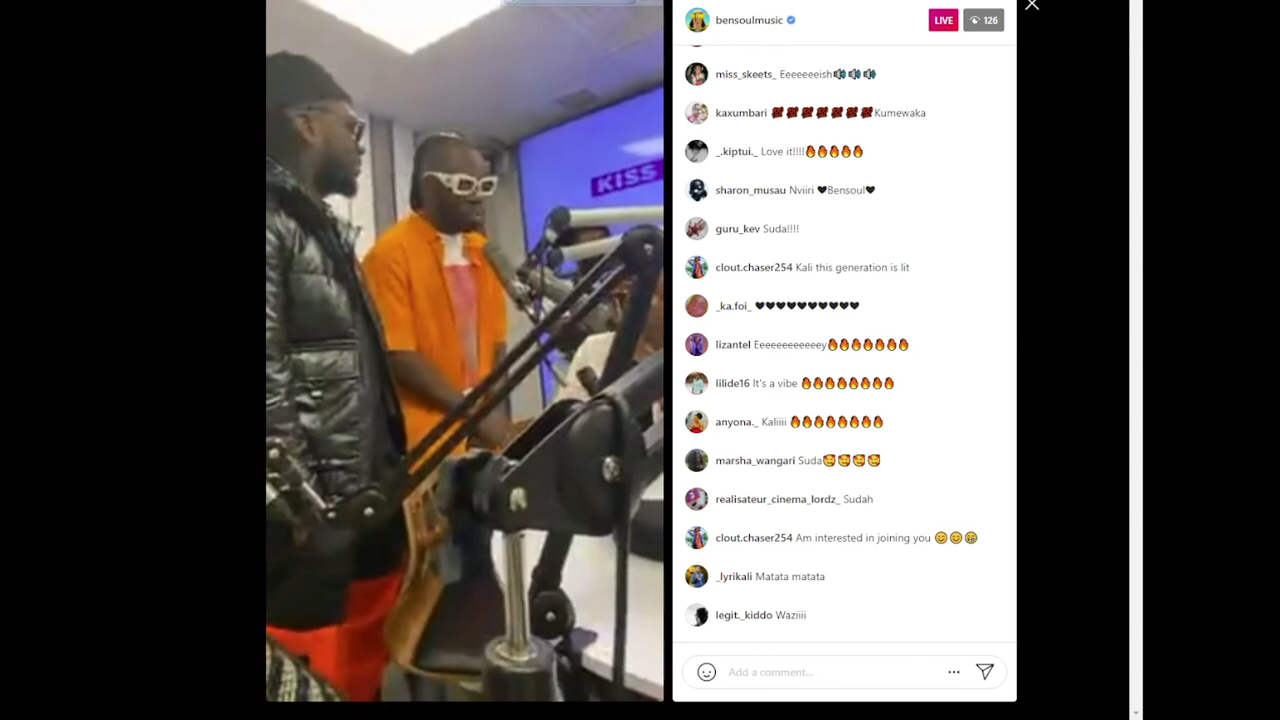 KISS
bensoulmusic
LIVE 126
miss_skeets_ Eeeeeeeish🔊🔊🔊
kaxumbari 💯💯💯💯💯💯💯Kumewaka
_.kiptui._ Love it!!!!🔥🔥🔥🔥🔥
sharon_musau Nviiri 🖤Bensoul🖤
guru_kev Suda!!!!
clout.chaser254 Kali this generation is lit
_ka.foi_ 🖤🖤🖤🖤🖤🖤🖤🖤🖤🖤
lizantel Eeeeeeeeeeeey🔥🔥🔥🔥🔥🔥🔥
lilide16 It's a vibe 🔥🔥🔥🔥🔥🔥🔥🔥
anyona._ Kaliiii 🔥🔥🔥🔥🔥🔥🔥🔥
marsha_wangari Suda🥰🥰🥰🥰
realisateur_cinema_lordz_ Sudah
clout.chaser254 Am interested in joining you 😊😊😂
_lyrikali Matata matata
legit._kiddo Waziiii
Add a comment...